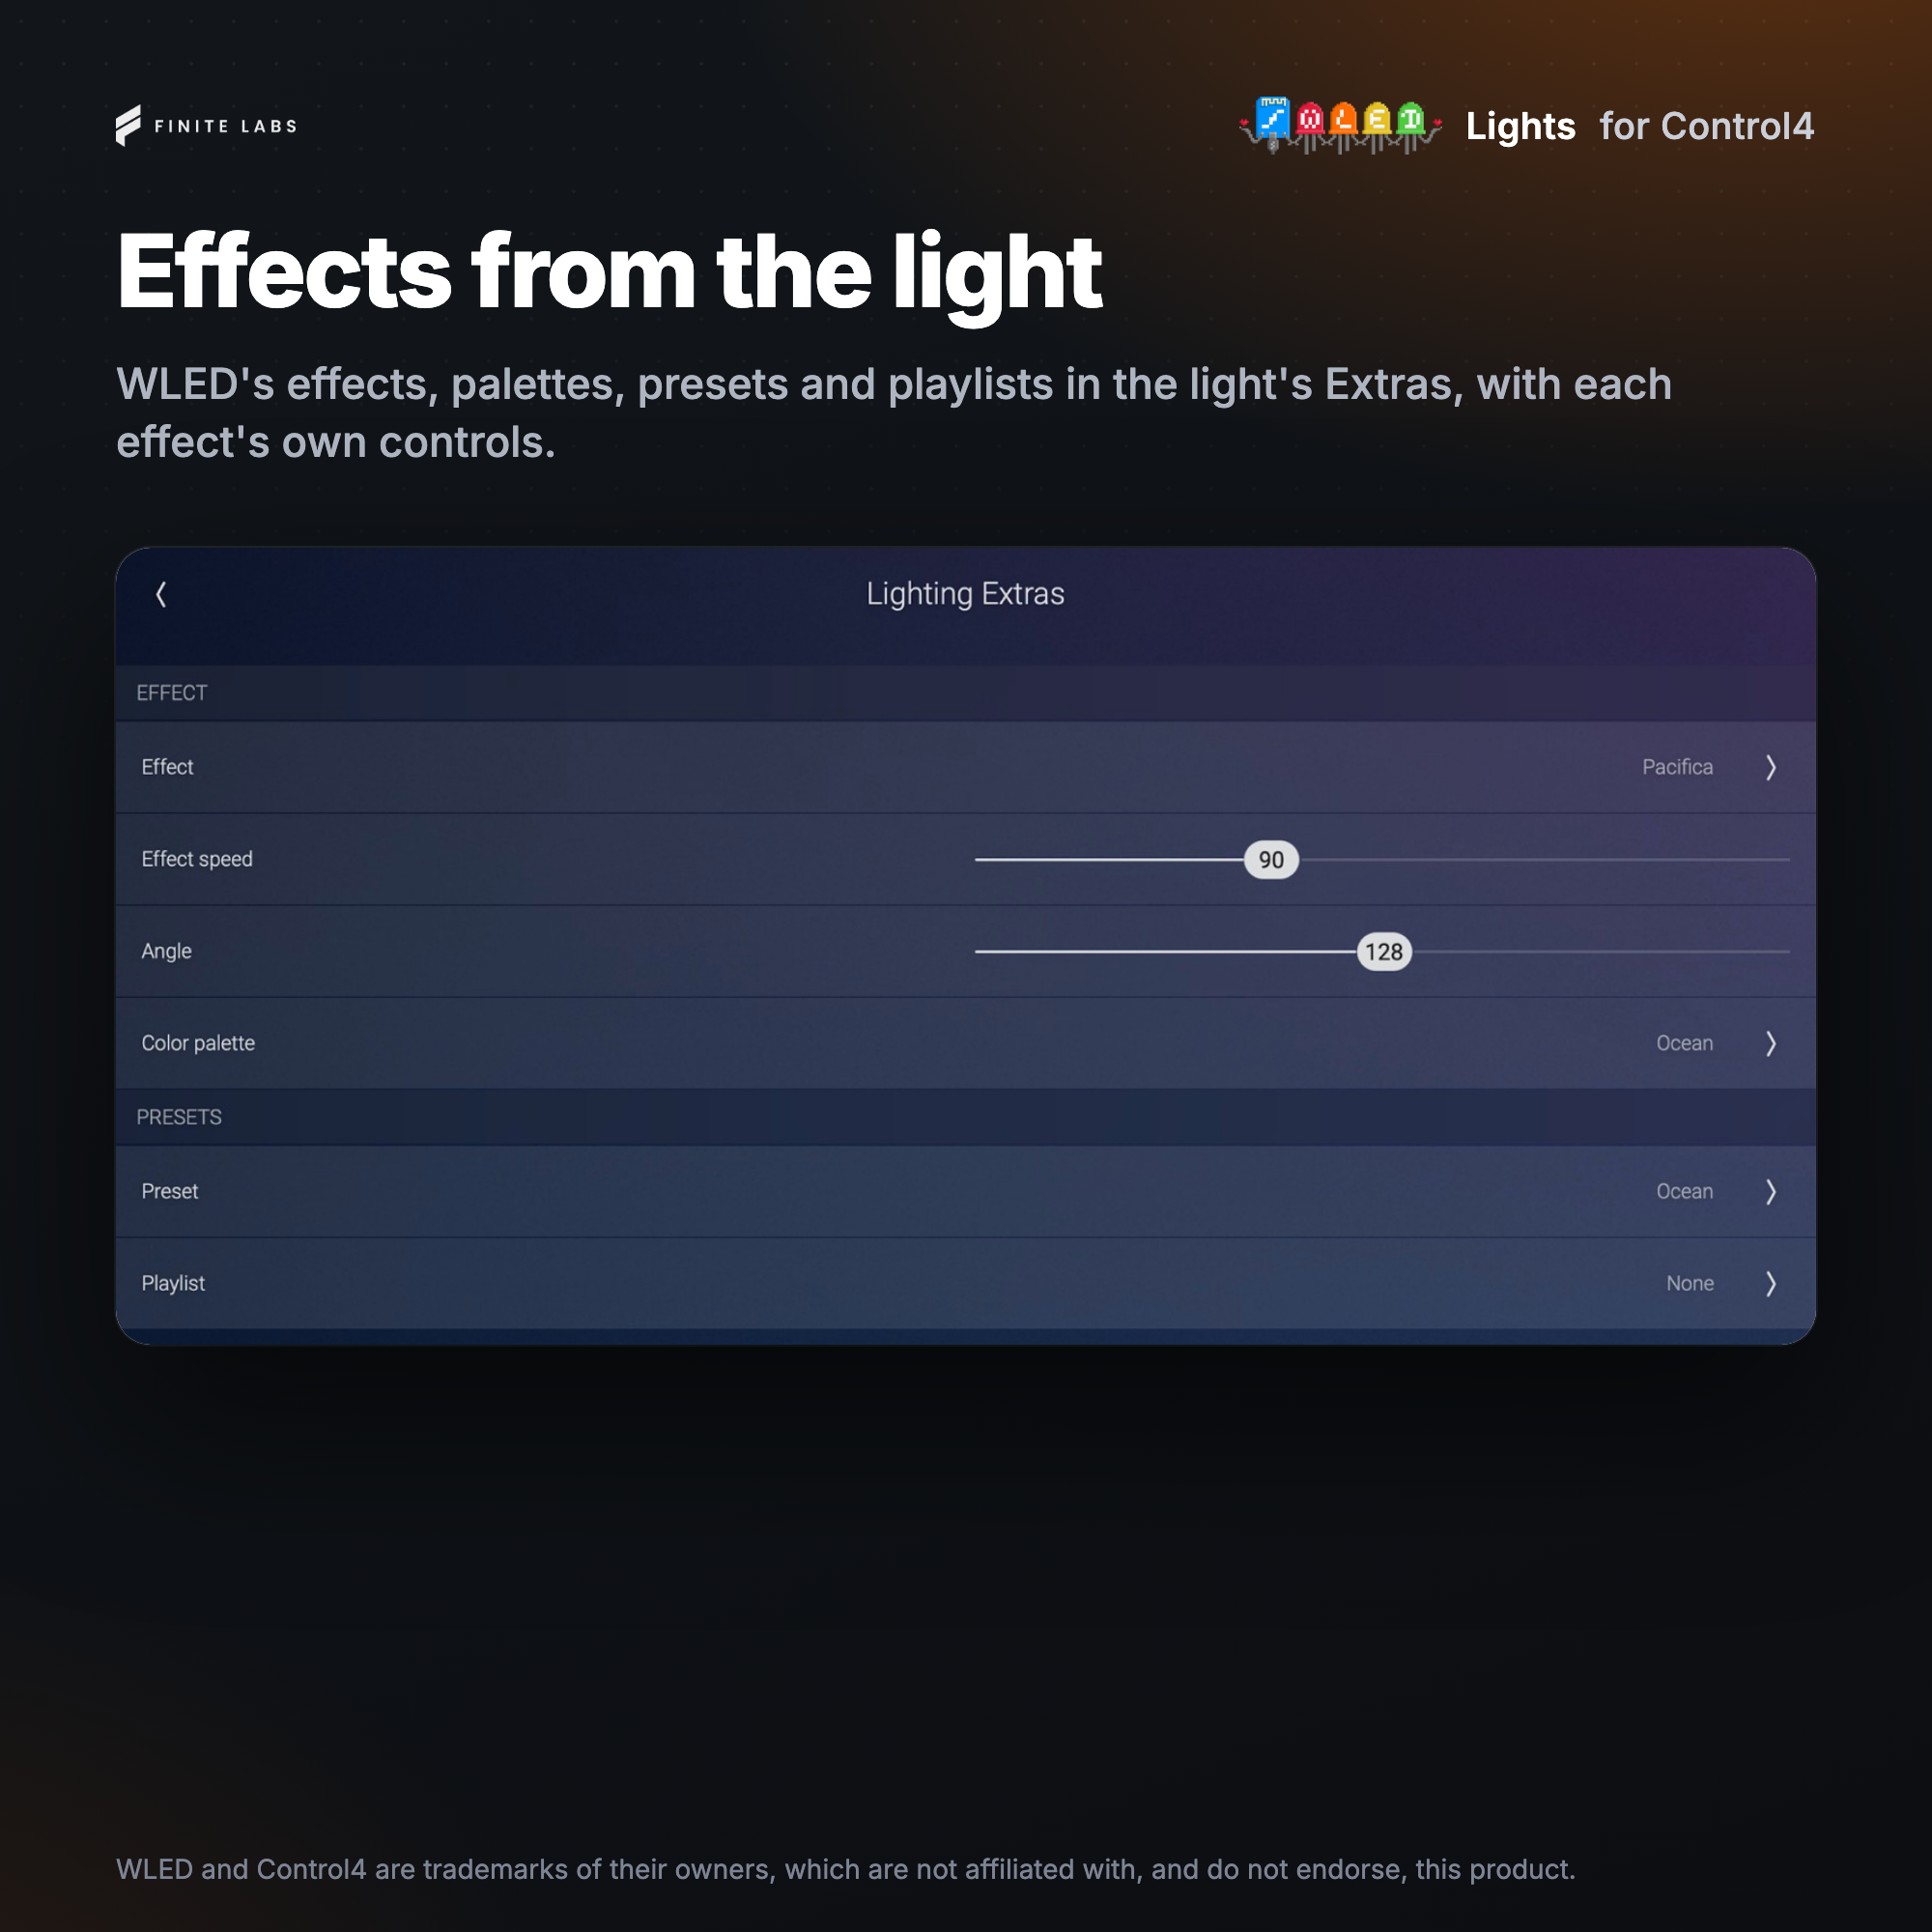 FINITE LABS
WLED Lights for Control4
Effects from the light
WLED's effects, palettes, presets and playlists in the light's Extras, with each
effect's own controls.
Lighting Extras
EFFECT
Effect Pacifica
Effect speed 90
Angle 128
Color palette Ocean
PRESETS
Preset Ocean
Playlist None
WLED and Control4 are trademarks of their owners, which are not affiliated with, and do not endorse, this product.